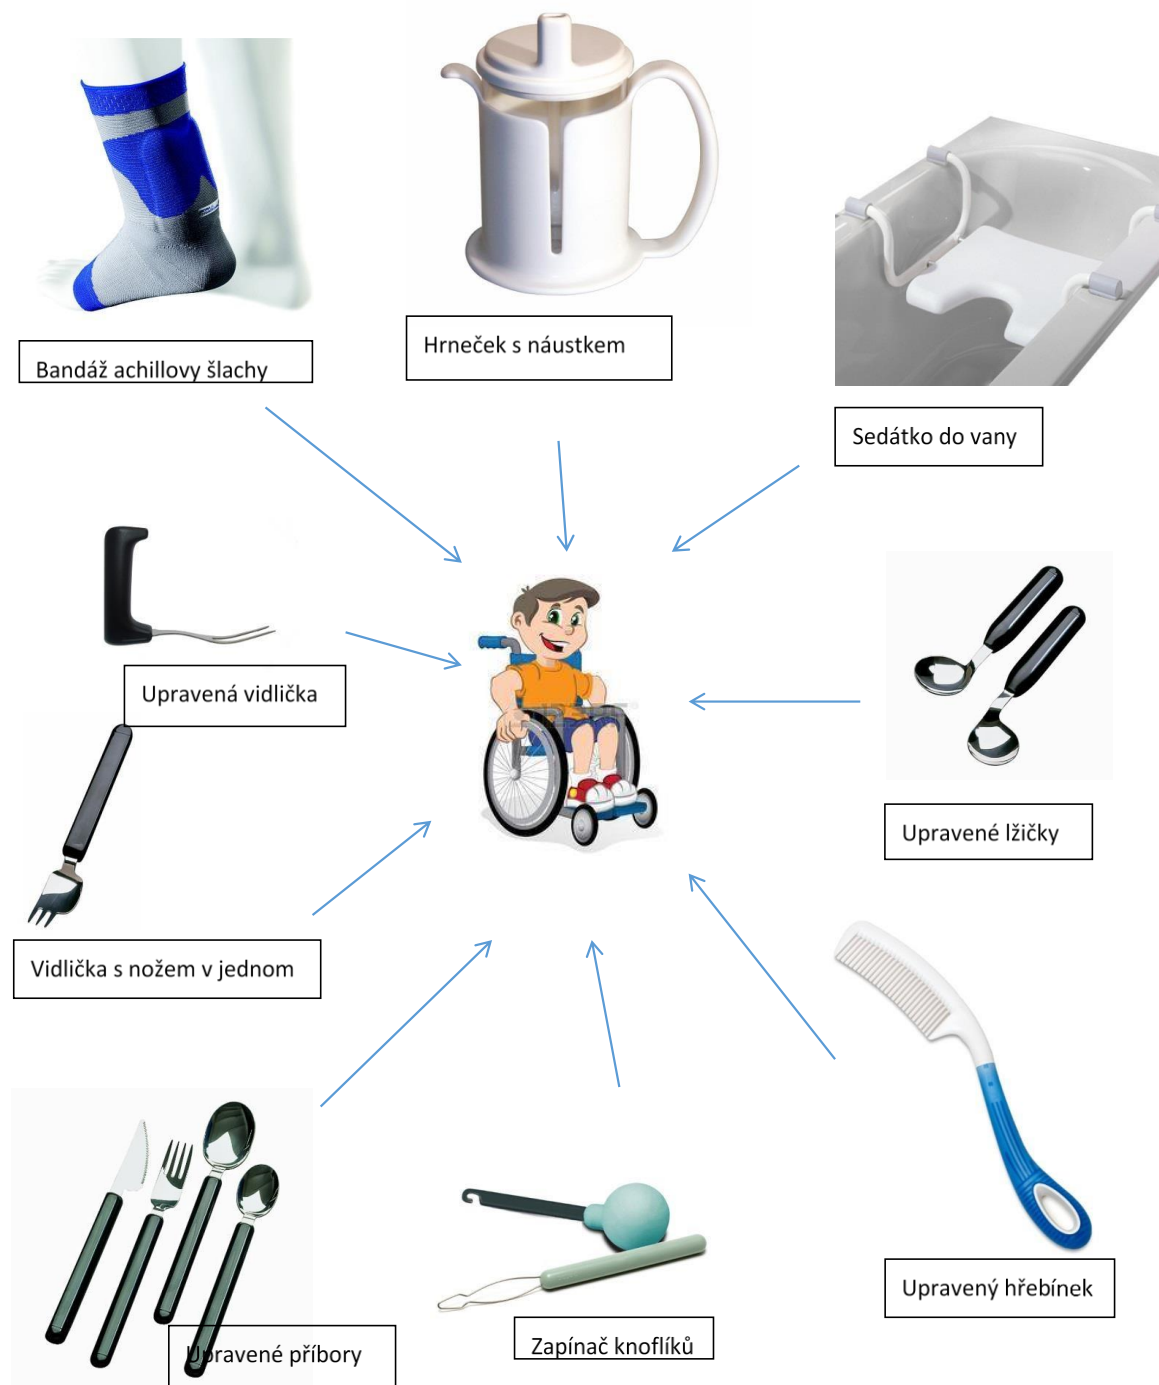 Bandáž achillovy šlachy
Hrneček s náustkem
Sedátko do vany
Upravená vidlička
Upravené lžičky
Vidlička s nožem v jednom
Upravený hřebínek
Zapínač knoflíků
Upravené příbory